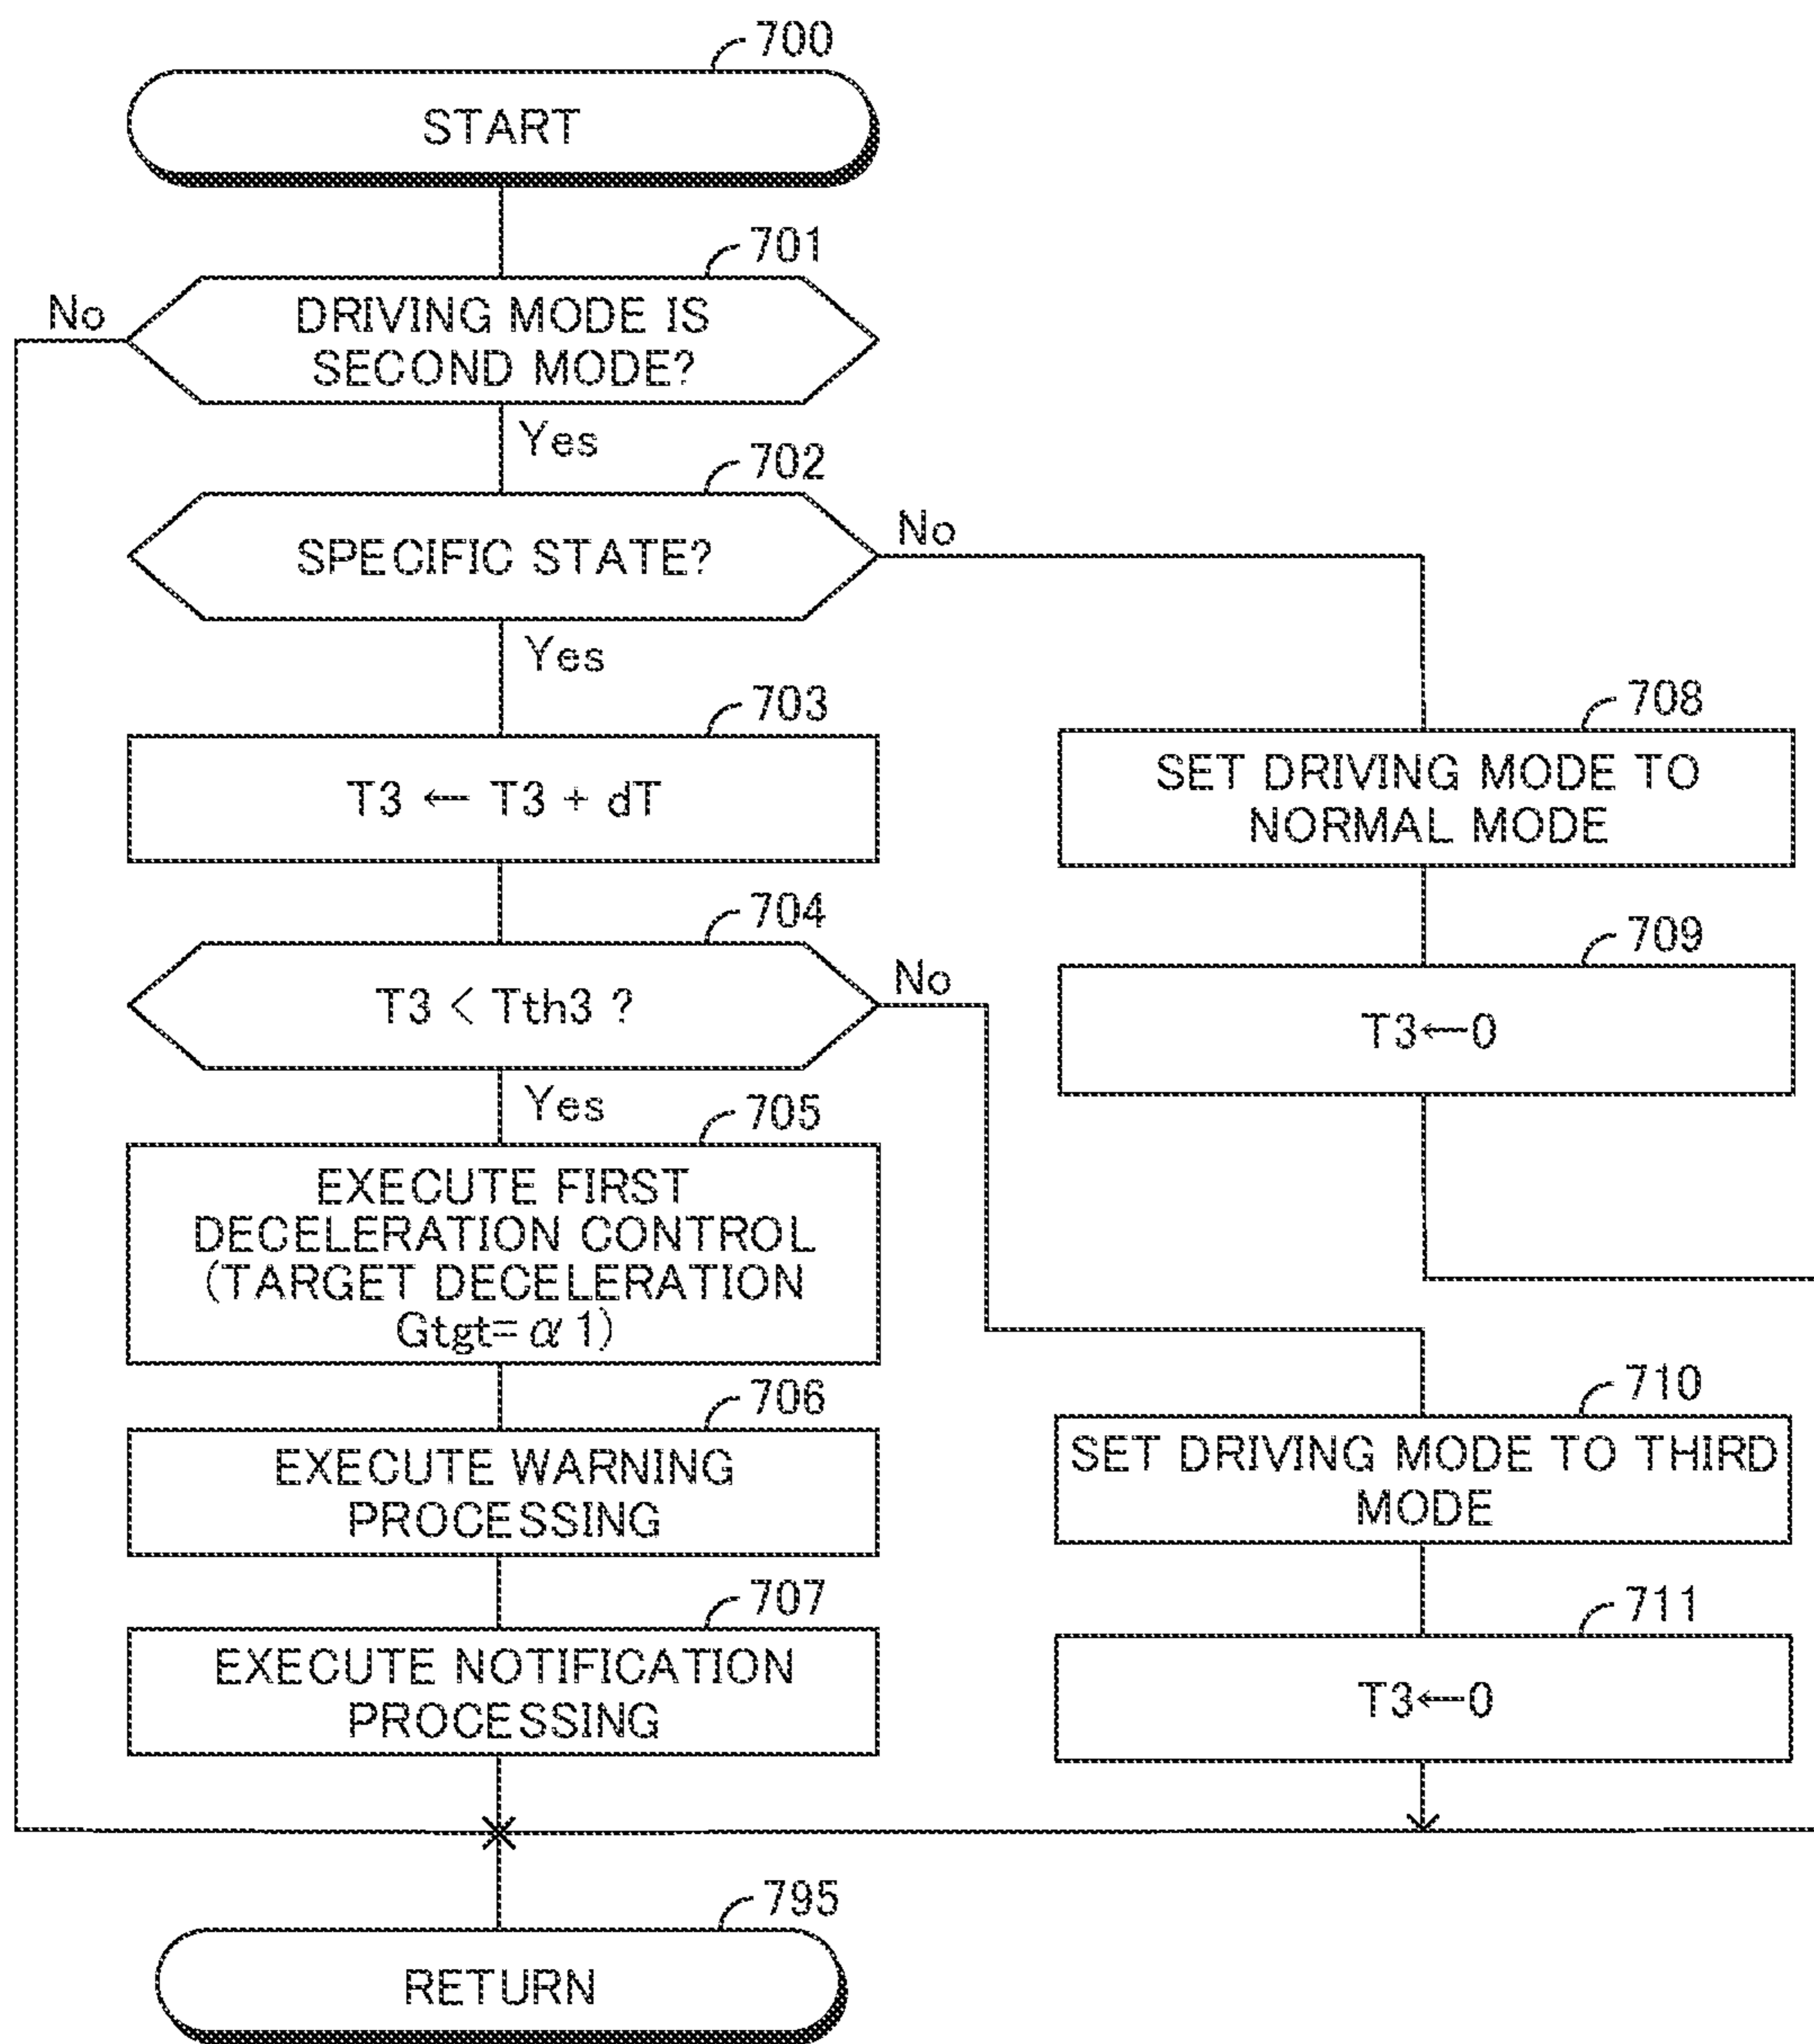 700
START
701
DRIVING MODE IS
SECOND MODE?
No
Yes
702
SPECIFIC STATE?
No
Yes
703
T3 ← T3 + dT
704
T3 < Tth3 ?
No
Yes
705
EXECUTE FIRST
DECELERATION CONTROL
(TARGET DECELERATION
Gtgt= α 1)
706
EXECUTE WARNING
PROCESSING
707
EXECUTE NOTIFICATION
PROCESSING
708
SET DRIVING MODE TO
NORMAL MODE
709
T3←0
710
SET DRIVING MODE TO THIRD
MODE
711
T3←0
795
RETURN